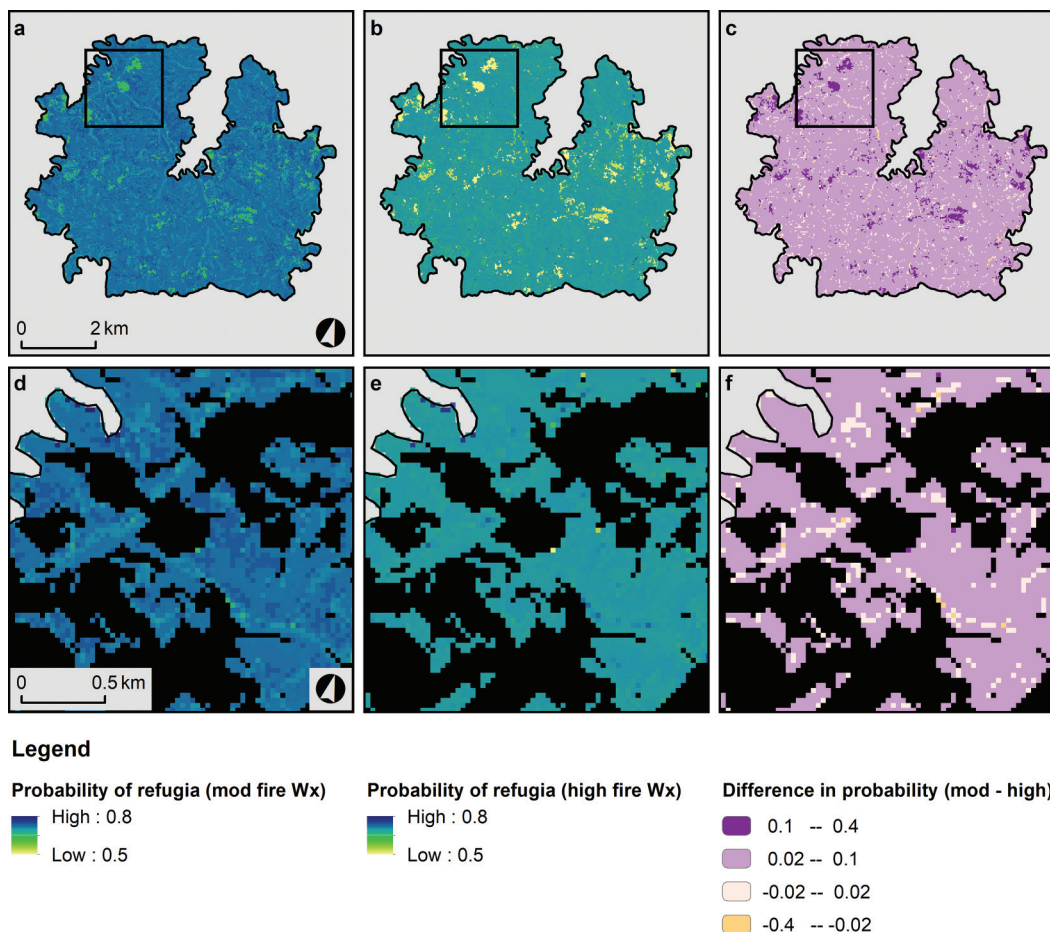 a
b
c
0 2 km
d
e
f
0 0.5 km
Legend
Probability of refugia (mod fire Wx)
High : 0.8
Low : 0.5
Probability of refugia (high fire Wx)
High : 0.8
Low : 0.5
Difference in probability (mod - high)
0.1 -- 0.4
0.02 -- 0.1
-0.02 -- 0.02
-0.4 -- -0.02